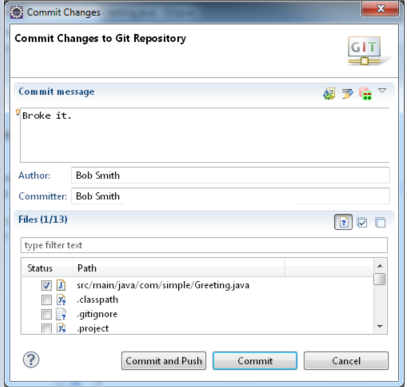 Commit Changes
Commit Changes to Git Repository
GIT
Commit message
Broke it.
Author: Bob Smith
Committer: Bob Smith
Files (1/13)
type filter text
Status Path
src/main/java/com/simple/Greeting.java
.classpath
.gitignore
.project
Commit and Push Commit Cancel